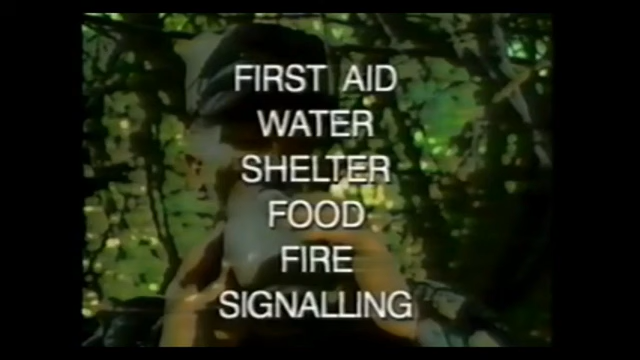 FIRST AID
WATER
SHELTER
FOOD
FIRE
SIGNALLING